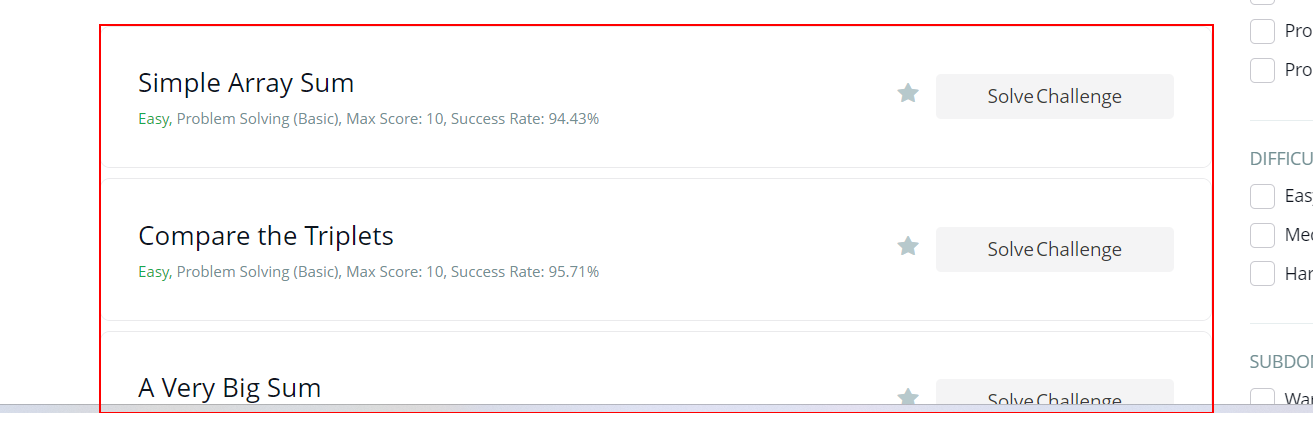 Simple Array Sum
Easy, Problem Solving (Basic), Max Score: 10, Success Rate: 94.43%
Solve Challenge
Compare the Triplets
Easy, Problem Solving (Basic), Max Score: 10, Success Rate: 95.71%
Solve Challenge
A Very Big Sum
Solve Challenge
Pro
Pro
DIFFICU
Eas
Med
Har
SUBDO
War